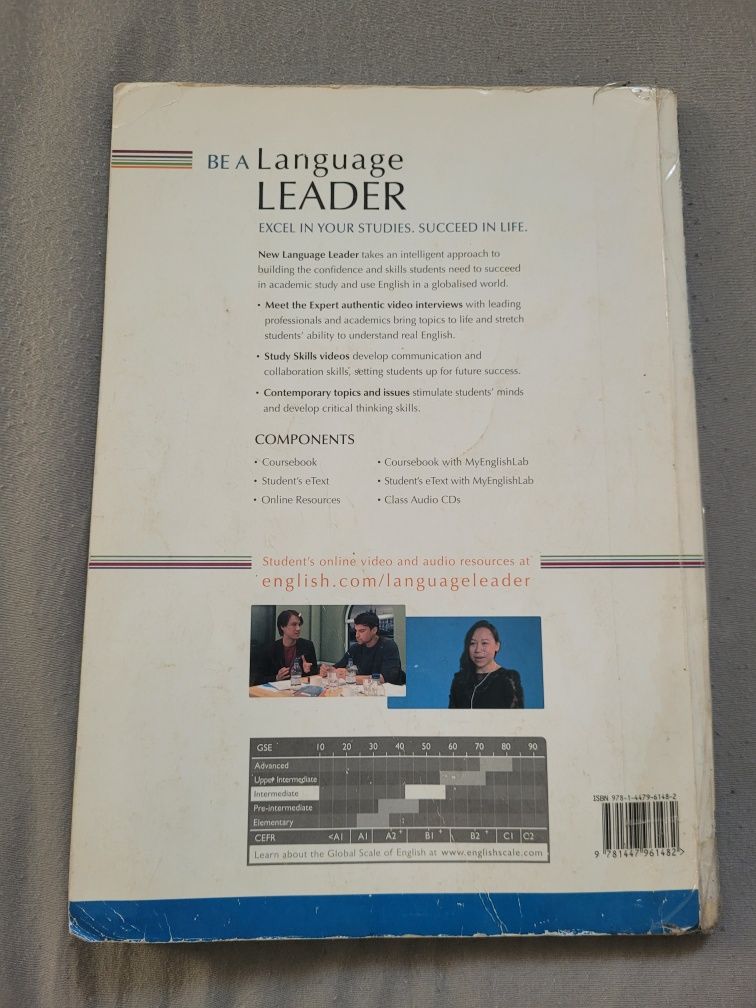 BE A Language
LEADER
EXCEL IN YOUR STUDIES. SUCCEED IN LIFE.
New Language Leader takes an intelligent approach to
building the confidence and skills students need to succeed
in academic study and use English in a globalised world.
• Meet the Expert authentic video interviews with leading
professionals and academics bring topics to life and stretch
students' ability to understand real English.
• Study Skills videos develop communication and
collaboration skills, setting students up for future success.
• Contemporary topics and issues stimulate students' minds
and develop critical thinking skills.
COMPONENTS
• Coursebook • Coursebook with MyEnglishLab
• Student's eText • Student's eText with MyEnglishLab
• Online Resources • Class Audio CDs
Student's online video and audio resources at
english.com/languageleader
GSE 10 20 30 40 50 60 70 80 90
Advanced
Upper Intermediate
Intermediate
Pre-intermediate
Elementary
CEFR <A1 A1 A2+ B1+ B2+ C1 C2
Learn about the Global Scale of English at www.englishscale.com
ISBN 978-1-4479-6148-2
9 781447 961482 >